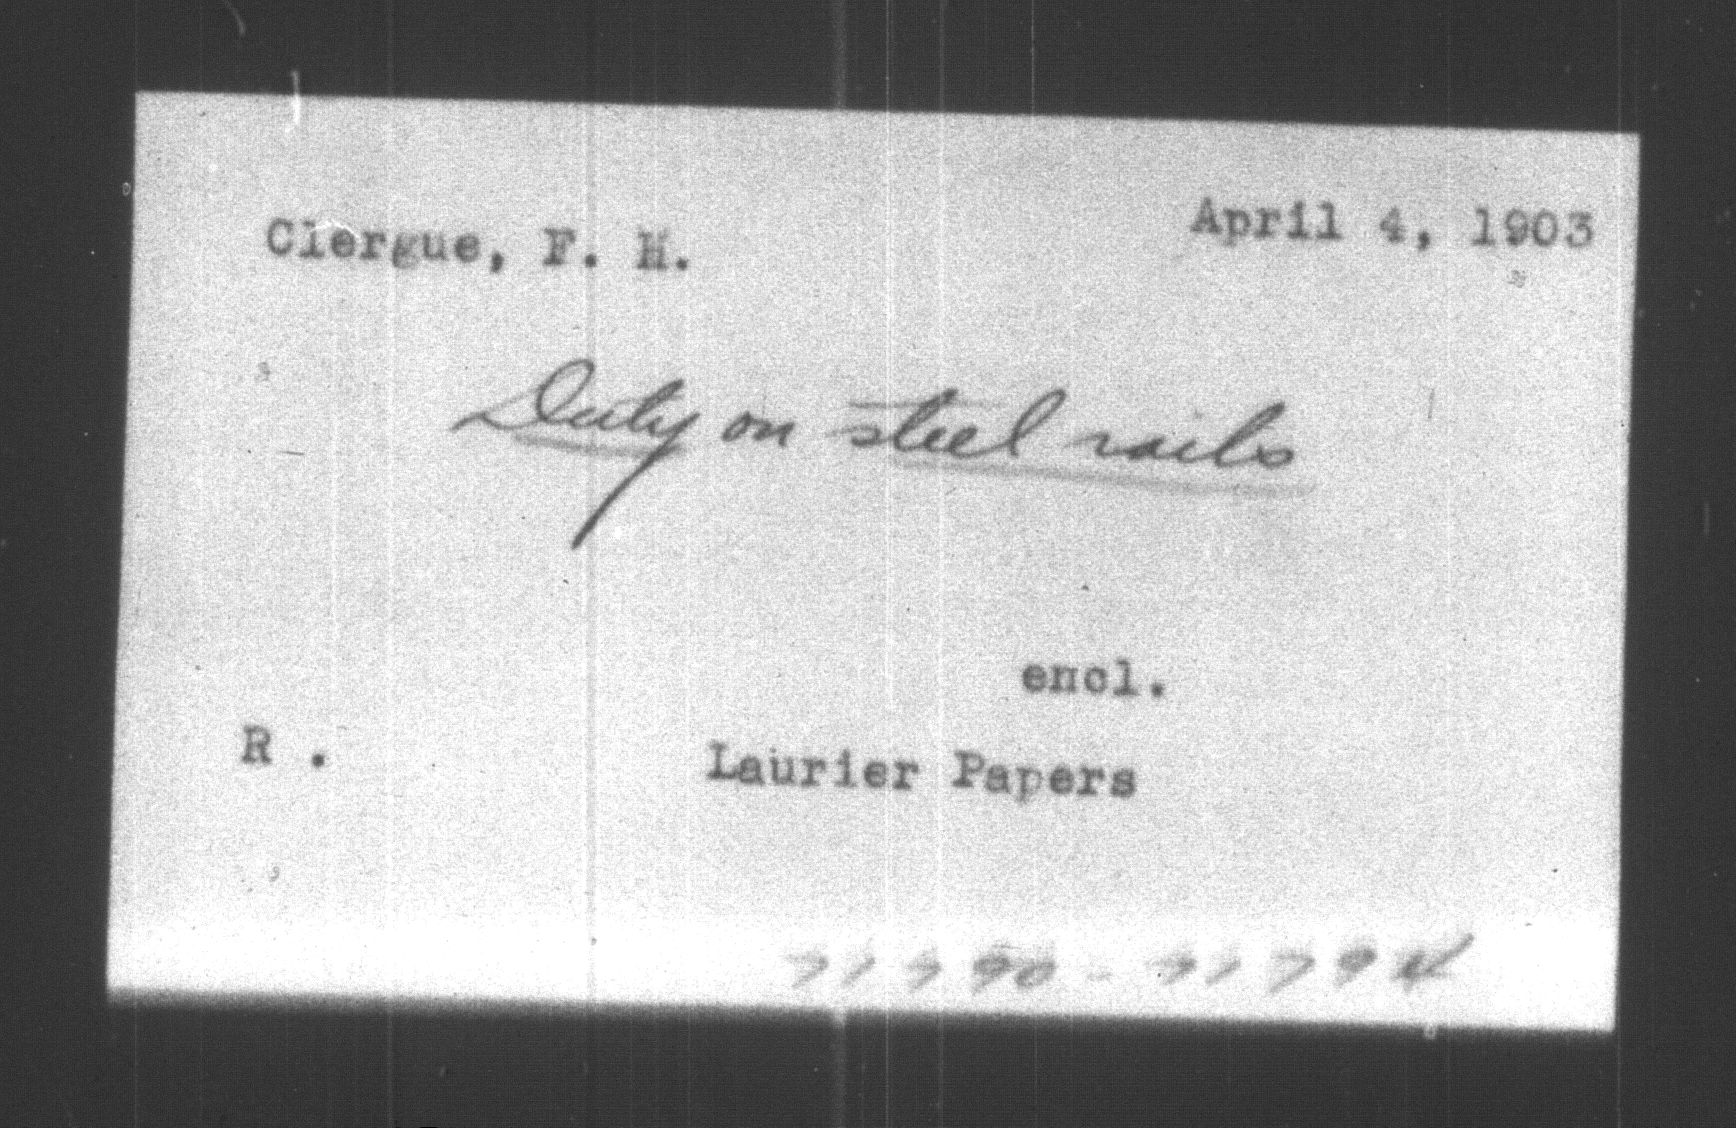 Clergue, F. H.
April 4, 1903
Duty on steel rails
encl.
R .
Laurier Papers